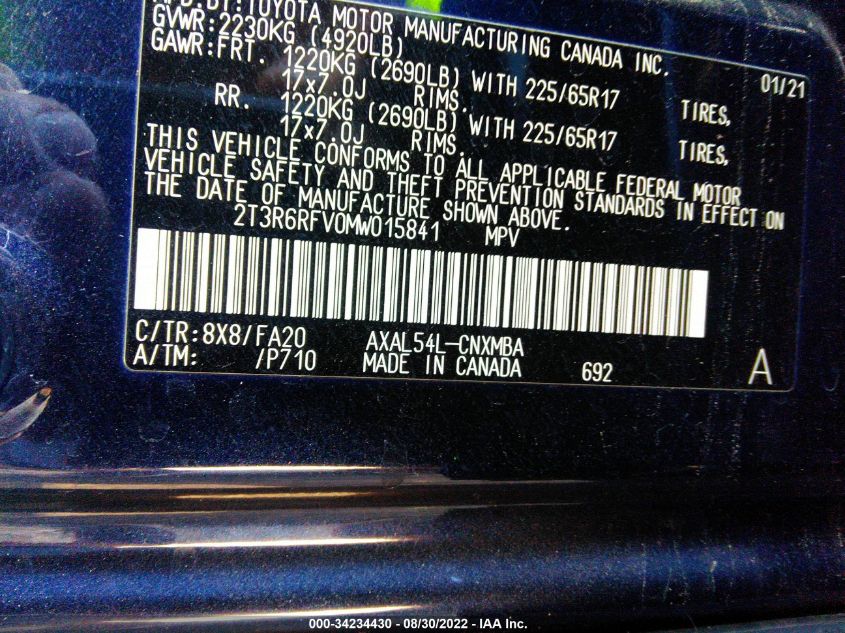 MFD.BY:TOYOTA MOTOR MANUFACTURING CANADA INC.
GVWR:2230KG (4920LB) 01/21
GAWR:FRT. 1220KG (2690LB) WITH 225/65R17 TIRES,
17x7.0J RIMS.
RR. 1220KG (2690LB) WITH 225/65R17 TIRES,
17x7.0J RIMS.
THIS VEHICLE CONFORMS TO ALL APPLICABLE FEDERAL MOTOR
VEHICLE SAFETY AND THEFT PREVENTION STANDARDS IN EFFECT ON
THE DATE OF MANUFACTURE SHOWN ABOVE.
2T3R6RFV0MW015841 MPV
C/TR:8X8/FA20 AXAL54L-CNXMBA
A/TM: /P710 MADE IN CANADA 692 A
000-34234430 - 08/30/2022 - IAA Inc.